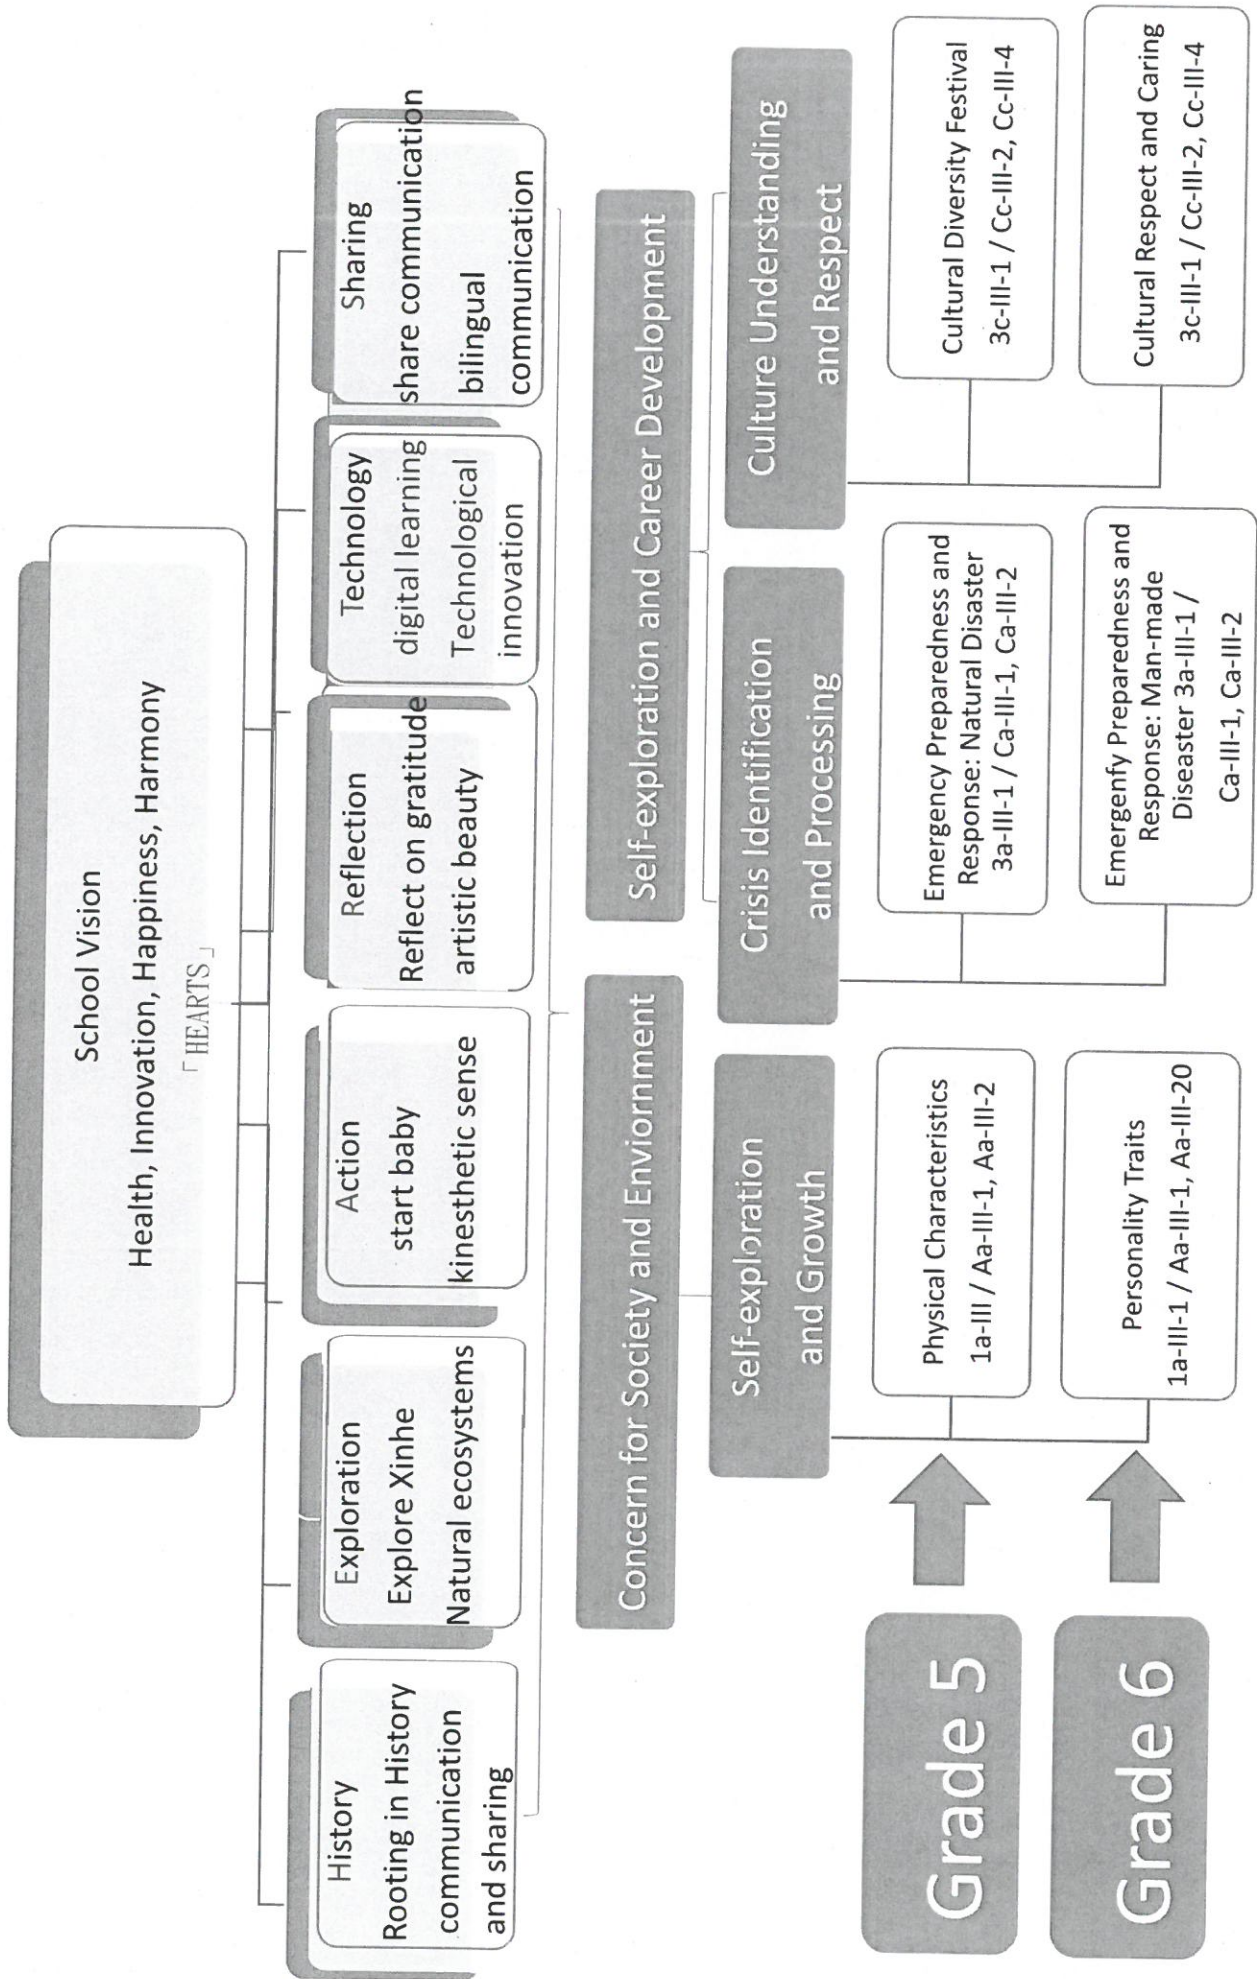 School Vision
Health, Innovation, Happiness, Harmony
「HEARTS」
History
Rooting in History
communication
and sharing
Exploration
Explore Xinhe
Natural ecosystems
Action
start baby
kinesthetic sense
Reflection
Reflect on gratitude
artistic beauty
Technology
digital learning
Technological
innovation
Sharing
share communication
bilingual
communication
Concern for Society and Enviornment
Self-exploration and Career Development
Self-exploration
and Growth
Crisis Identification
and Processing
Culture Understanding
and Respect
Grade 5
Physical Characteristics
1a-III / Aa-III-1, Aa-III-2
Emergency Preparedness and
Response: Natural Disaster
3a-III-1 / Ca-III-1, Ca-III-2
Cultural Diversity Festival
3c-III-1 / Cc-III-2, Cc-III-4
Grade 6
Personality Traits
1a-III-1 / Aa-III-1, Aa-III-20
Emergenfy Preparedness and
Response: Man-made
Diseaster 3a-III-1 /
Ca-III-1, Ca-III-2
Cultural Respect and Caring
3c-III-1 / Cc-III-2, Cc-III-4